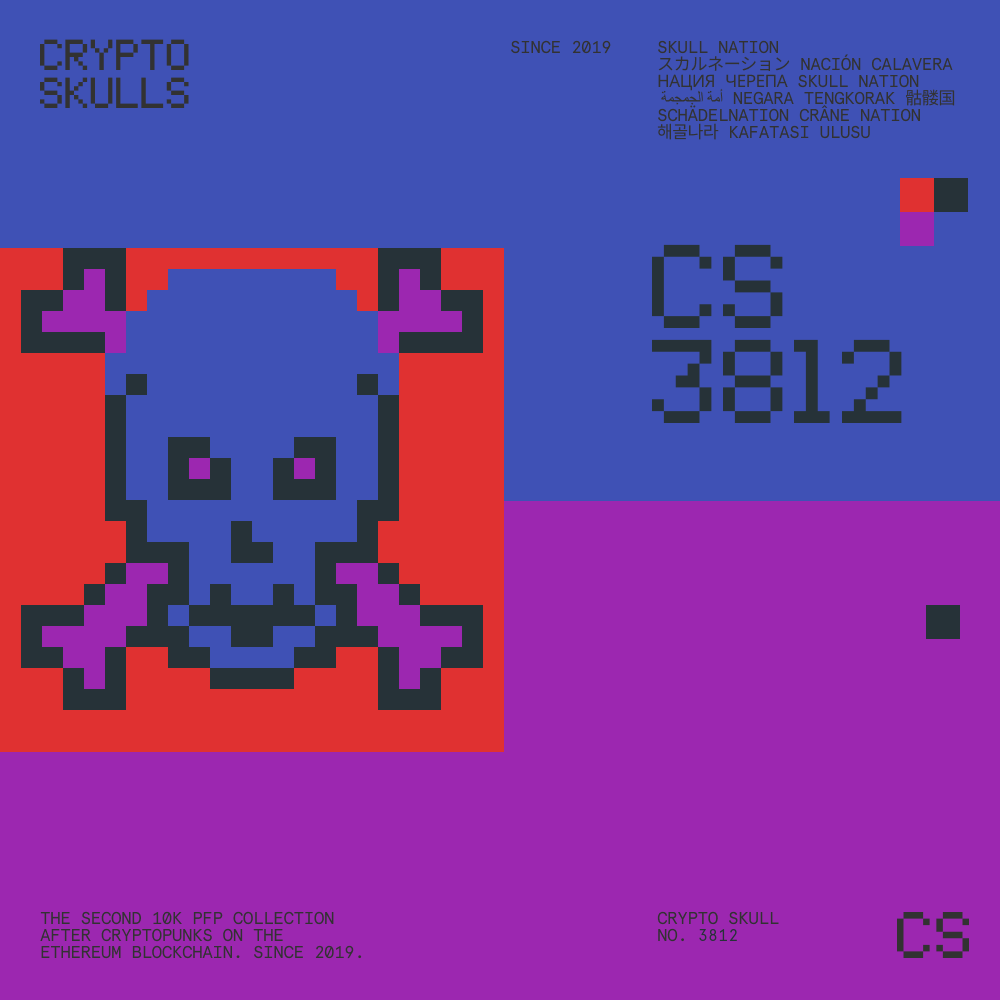 CRYPTO
SKULLS
SINCE 2019
SKULL NATION
スカルネーション NACIÓN CALAVERA
НАЦИЯ ЧЕРЕПА SKULL NATION
أمة الجمجمة NEGARA TENGKORAK 骷髅国
SCHÄDELNATION CRÂNE NATION
해골나라 KAFATASI ULUSU
CS
3812
THE SECOND 10K PFP COLLECTION
AFTER CRYPTOPUNKS ON THE
ETHEREUM BLOCKCHAIN. SINCE 2019.
CRYPTO SKULL
NO. 3812
CS